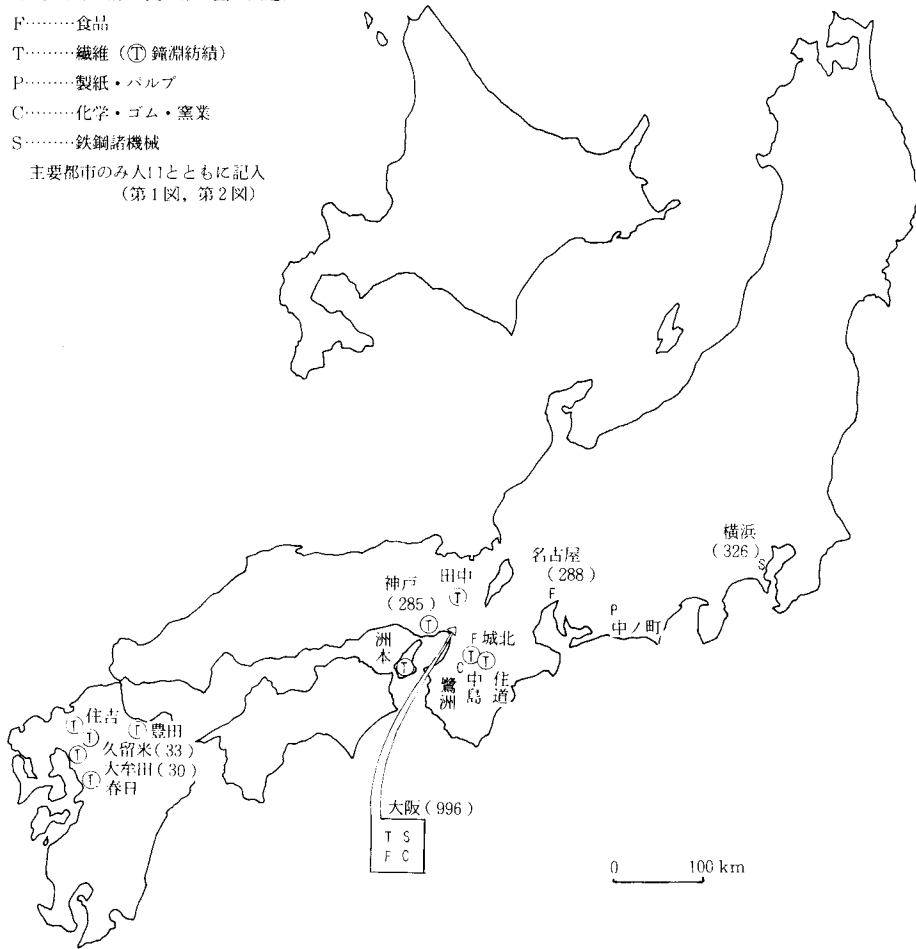 F………食品
T………繊維（Ⓣ 鐘淵紡績）
P………製紙・パルプ
C………化学・ゴム・窯業
S………鉄鋼諸機械
主要都市のみ人口とともに記入
（第1図，第2図）
横浜
(326)
S
名古屋
(288)
F
P
中ノ町
田中
Ⓣ
神戸
(285)
Ⓣ
洲本
Ⓣ
F 城北
Ⓣ Ⓣ
C
鷺洲
中島
住道
住吉
Ⓣ
Ⓣ
Ⓣ 豊田
久留米(33)
Ⓣ
大牟田(30)
Ⓣ
春日
大阪(996)
T S
F C
0 100 km